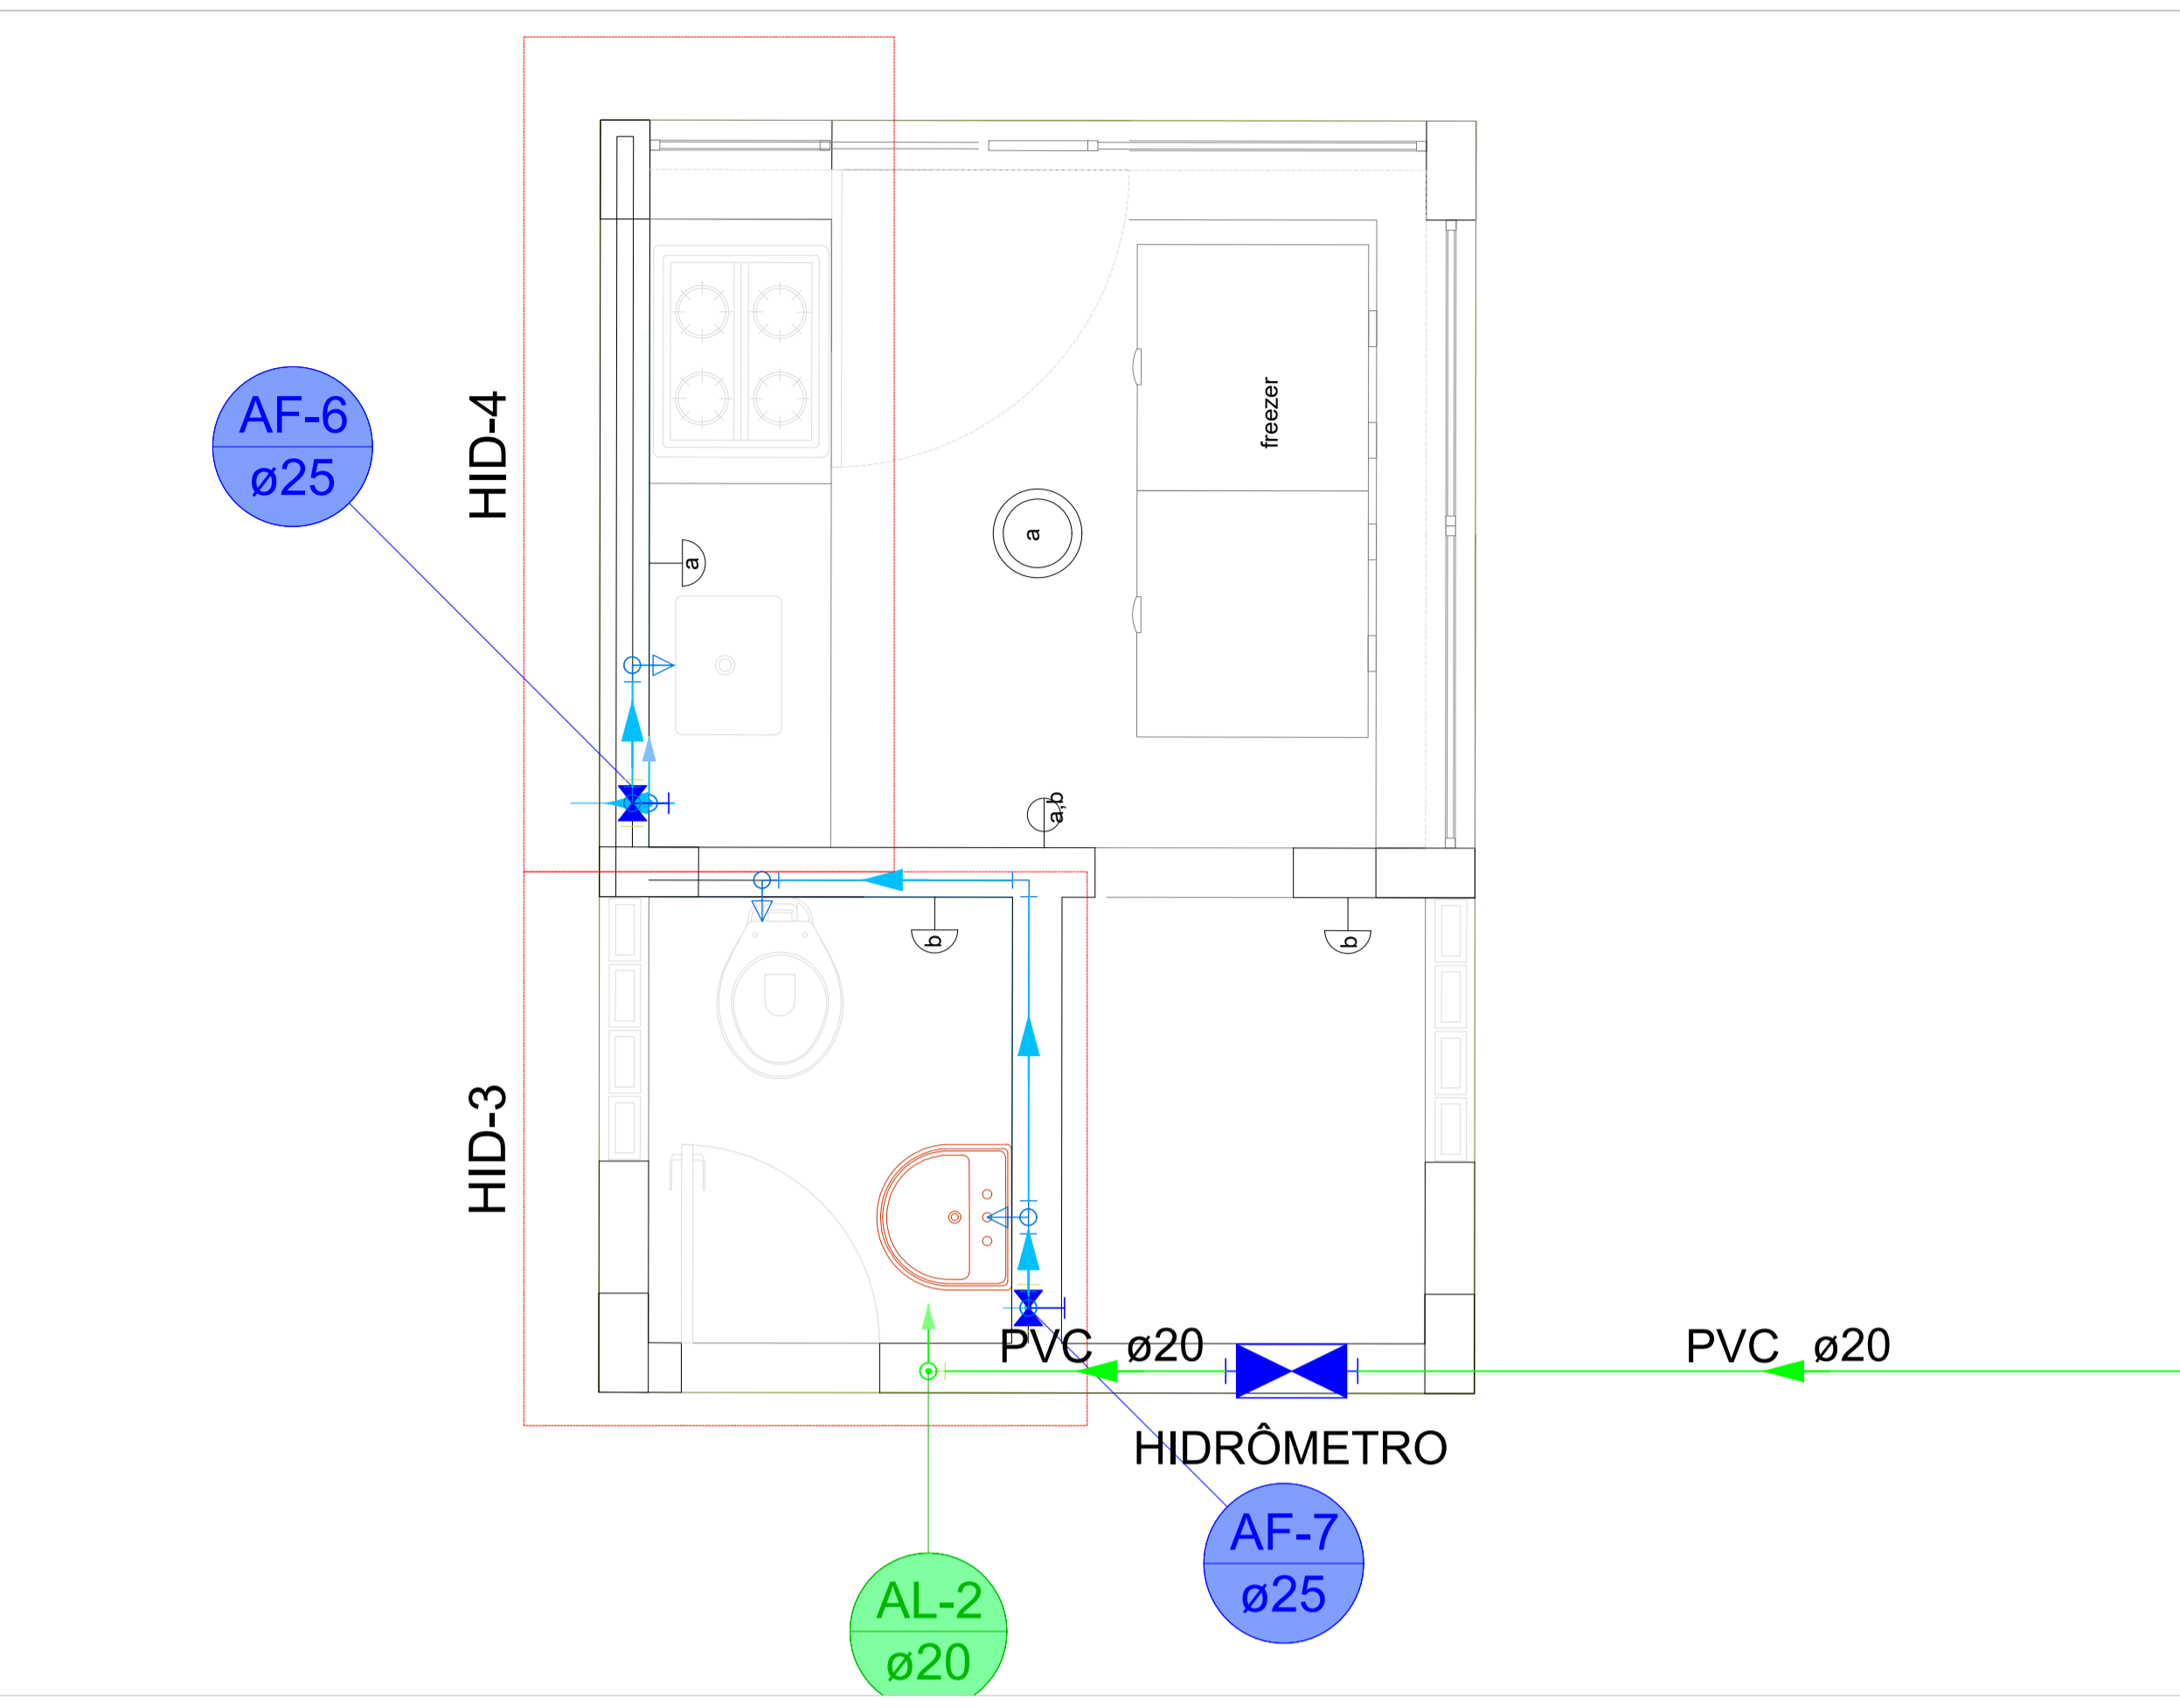 HID-4
AF-6
ø25
freezer
a
a
a,b
b
b
HID-3
PVC ø20
PVC ø20
HIDRÔMETRO
AF-7
ø25
AL-2
ø20